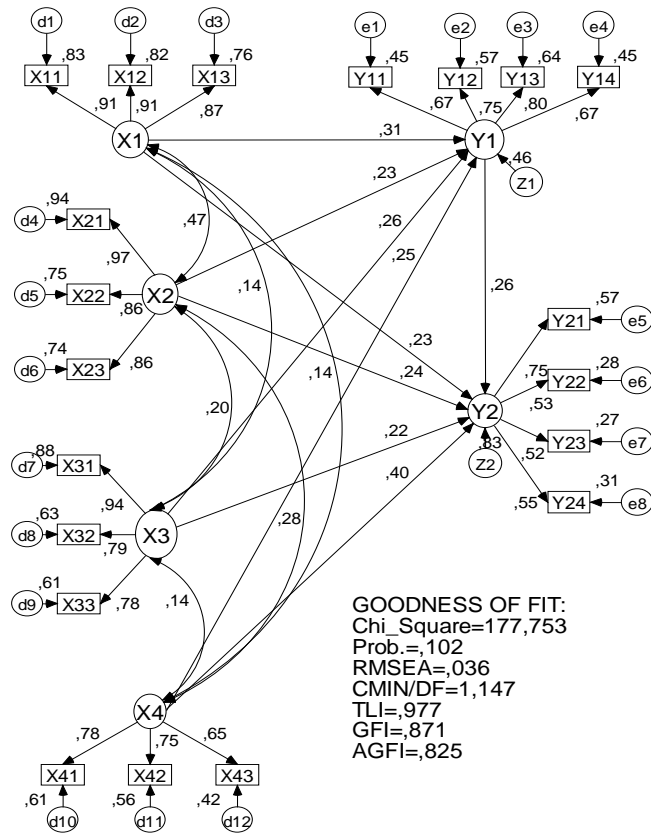 d1 d2 d3 e1 e2 e3 e4
,83 ,82 ,76 ,45 ,57 ,64 ,45
X11 X12 X13 Y11 Y12 Y13 Y14
,91 ,91 ,87 ,67 ,75 ,80 ,67
X1 ,31 Y1 ,46
Z1
,23
d4 ,94 X21 ,47 ,26
,97 ,25
d5 ,75 X22 ,86 X2 ,14 ,26
d6 ,74 X23 ,86 ,23 ,14 ,24
,57 Y21 e5
,75 ,28 Y22 e6
,20 Y2 ,53
,22 ,83 ,27 Y23 e7
,52
Z2
d7 ,88 X31 ,40 ,55 ,31 Y24 e8
,94
d8 ,63 X32 ,79 X3 ,28
d9 ,61 X33 ,78 ,14
GOODNESS OF FIT:
Chi_Square=177,753
Prob.=,102
RMSEA=,036
CMIN/DF=1,147
TLI=,977
GFI=,871
AGFI=,825
X4
,78 ,75 ,65
X41 X42 X43
,61 ,56 ,42
d10 d11 d12